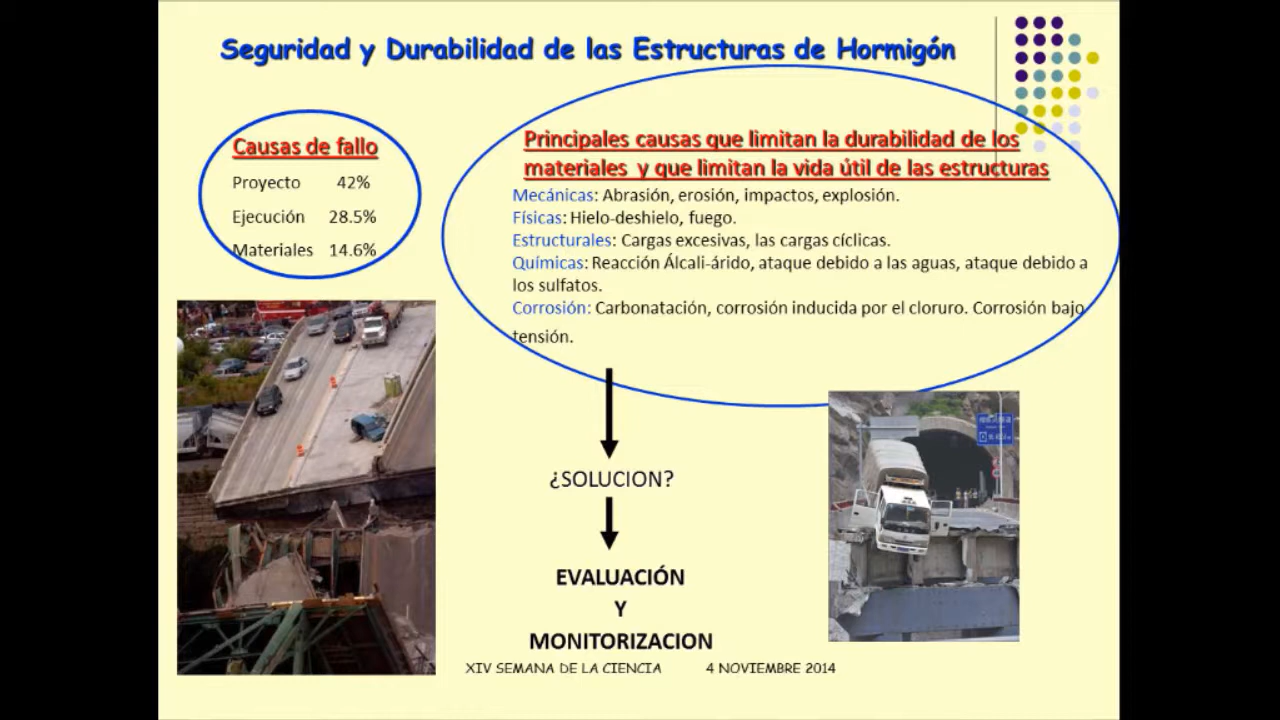 Seguridad y Durabilidad de las Estructuras de Hormigón
Causas de fallo
Proyecto 42%
Ejecución 28.5%
Materiales 14.6%
Principales causas que limitan la durabilidad de los
materiales y que limitan la vida útil de las estructuras
Mecánicas: Abrasión, erosión, impactos, explosión.
Físicas: Hielo-deshielo, fuego.
Estructurales: Cargas excesivas, las cargas cíclicas.
Químicas: Reacción Álcali-árido, ataque debido a las aguas, ataque debido a
los sulfatos.
Corrosión: Carbonatación, corrosión inducida por el cloruro. Corrosión bajo
tensión.
¿SOLUCION?
EVALUACIÓN
Y
MONITORIZACION
XIV SEMANA DE LA CIENCIA 4 NOVIEMBRE 2014